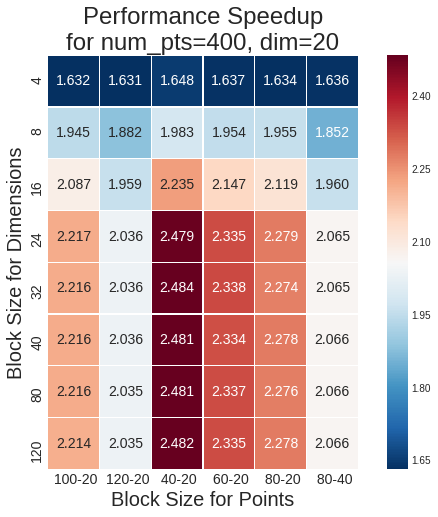 Performance Speedup
for num_pts=400, dim=20
4 1.632 1.631 1.648 1.637 1.634 1.636
8 1.945 1.882 1.983 1.954 1.955 1.852
16 2.087 1.959 2.235 2.147 2.119 1.960
24 2.217 2.036 2.479 2.335 2.279 2.065
32 2.216 2.036 2.484 2.338 2.274 2.065
40 2.216 2.036 2.481 2.334 2.278 2.066
80 2.216 2.035 2.481 2.337 2.276 2.066
120 2.214 2.035 2.482 2.335 2.278 2.066
100-20 120-20 40-20 60-20 80-20 80-40
Block Size for Points
Block Size for Dimensions
2.40
2.25
2.10
1.95
1.80
1.65